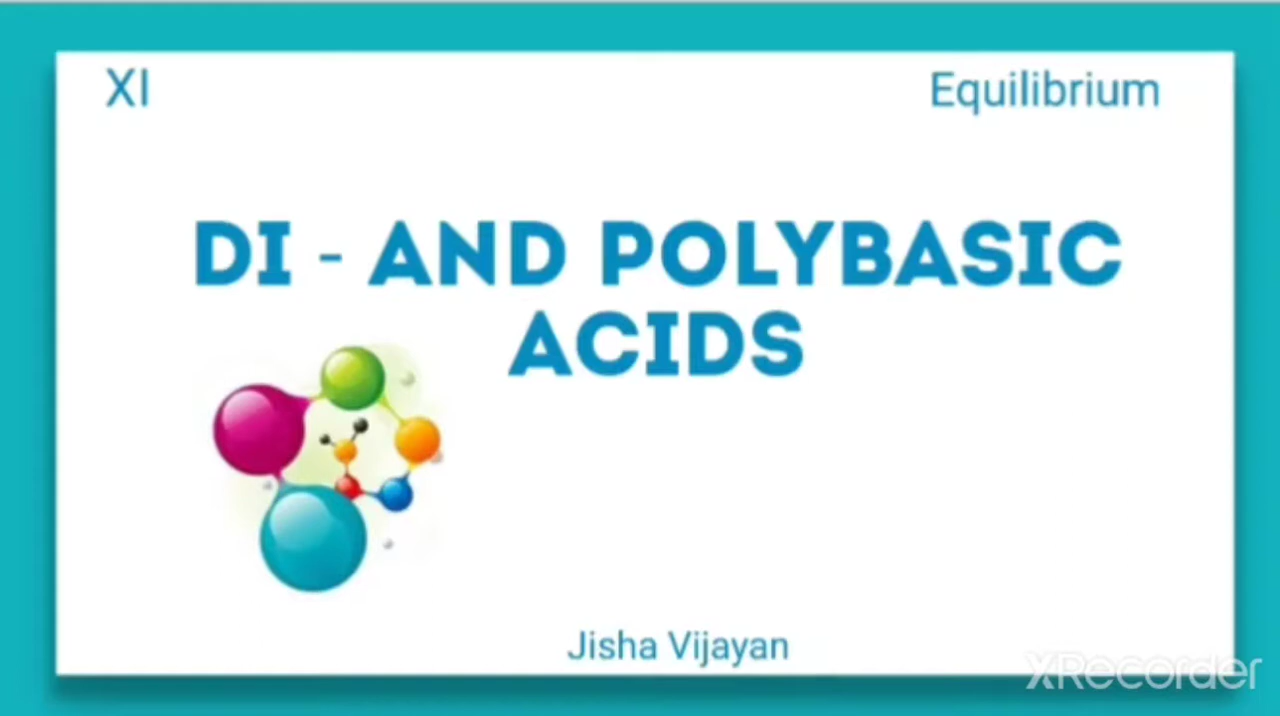 XI
Equilibrium
DI - AND POLYBASIC
ACIDS
Jisha Vijayan
XRecorder